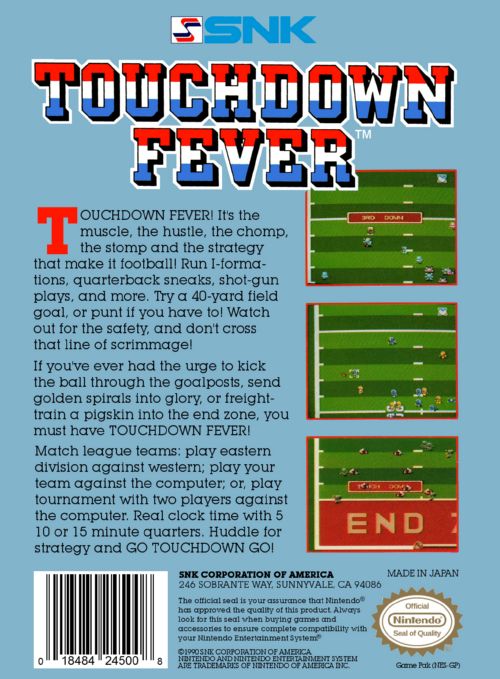 SNK
TOUCHDOWN
FEVER™
TOUCHDOWN FEVER! It's the
muscle, the hustle, the chomp,
the stomp and the strategy
that make it football! Run I-forma-
tions, quarterback sneaks, shot-gun
plays, and more. Try a 40-yard field
goal, or punt if you have to! Watch
out for the safety, and don't cross
that line of scrimmage!
If you've ever had the urge to kick
the ball through the goalposts, send
golden spirals into glory, or freight-
train a pigskin into the end zone, you
must have TOUCHDOWN FEVER!
Match league teams: play eastern
division against western; play your
team against the computer; or, play
tournament with two players against
the computer. Real clock time with 5
10 or 15 minute quarters. Huddle for
strategy and GO TOUCHDOWN GO!
3RD DOWN
END
SNK CORPORATION OF AMERICA
246 SOBRANTE WAY, SUNNYVALE, CA 94086
MADE IN JAPAN
The official seal is your assurance that Nintendo®
has approved the quality of this product. Always
look for this seal when buying games and
accessories to ensure complete compatibility with
your Nintendo Entertainment System®
©1990 SNK CORPORATION OF AMERICA
NINTENDO AND NINTENDO ENTERTAINMENT SYSTEM
ARE TRADEMARKS OF NINTENDO OF AMERICA INC.
Official
Nintendo®
Seal of Quality
Game Pak (NES-GP)
0 18484 24500 8